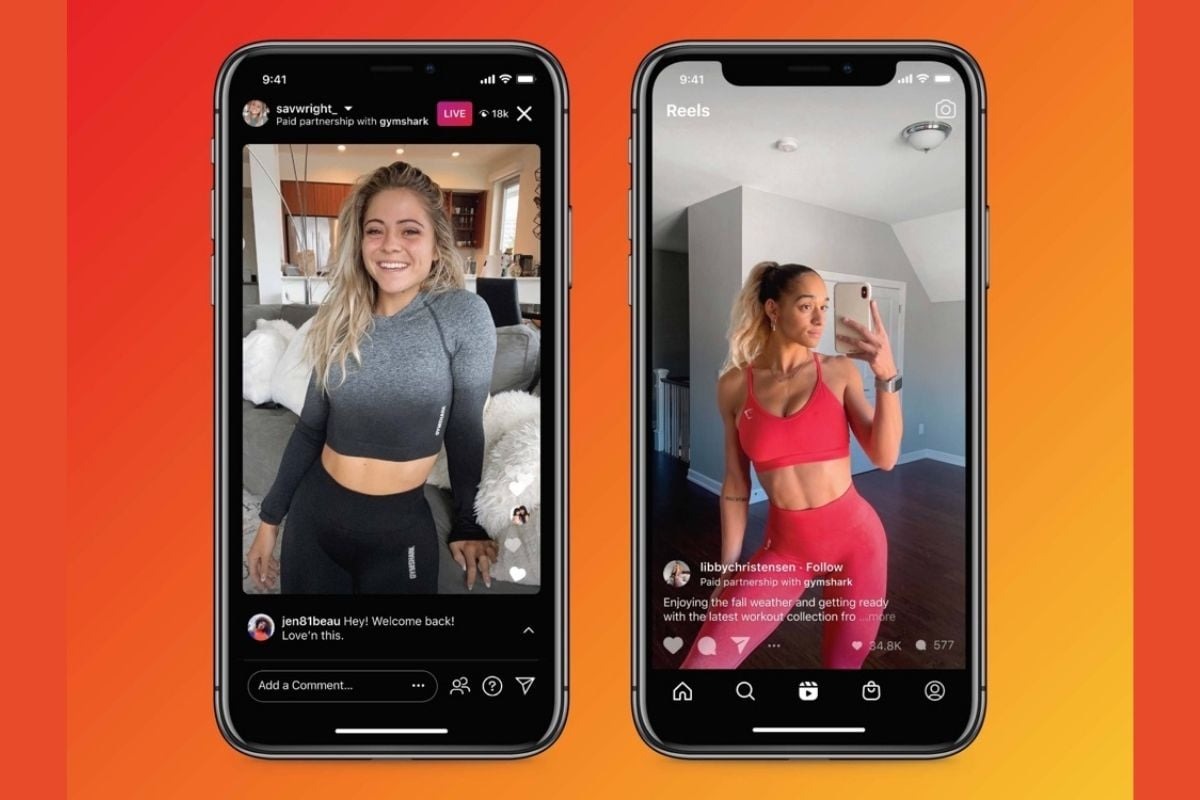 9:41
savwright_
Paid partnership with gymshark
LIVE
18k
GYMSHARK
GYMSHARK
jen81beau Hey! Welcome back!
Love'n this.
Add a Comment...
9:41
Reels
libbychristensen · Follow
Paid partnership with gymshark
Enjoying the fall weather and getting ready
with the latest workout collection fro ...more
34.8K
577